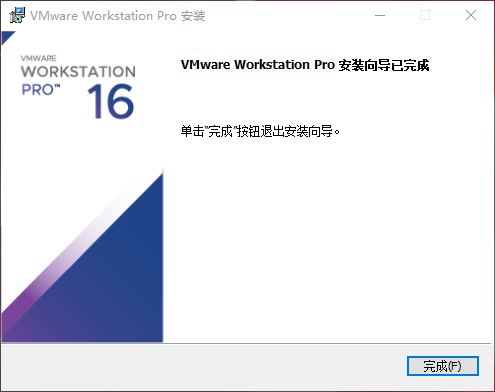 VMware Workstation Pro 安装
VMWARE
WORKSTATION
PRO™ 16
VMware Workstation Pro 安装向导已完成
单击"完成"按钮退出安装向导。
完成(F)